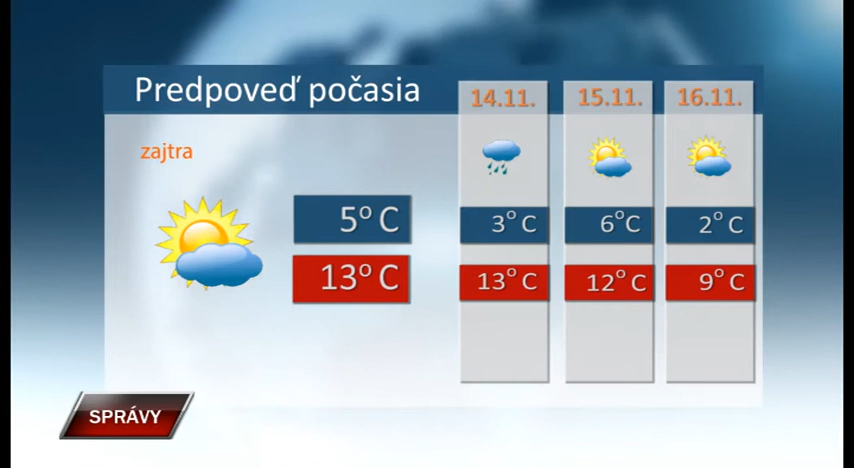 Predpoveď počasia
zajtra
5° C
13° C
14.11.
3° C
13° C
15.11.
6°C
12° C
16.11.
2° C
9° C
SPRÁVY